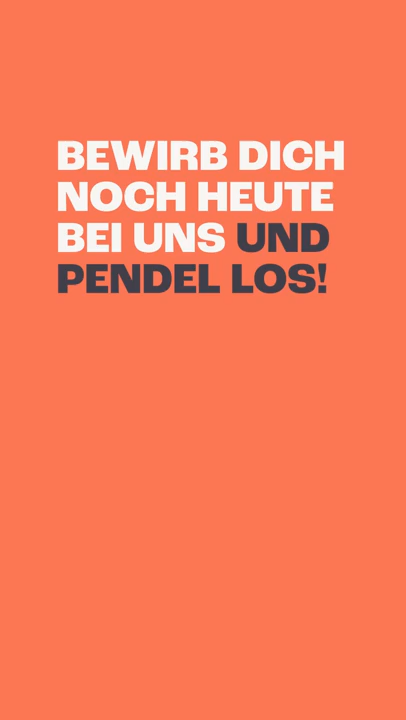 BEWIRB DICH
NOCH HEUTE
BEI UNS UND
PENDEL LOS!